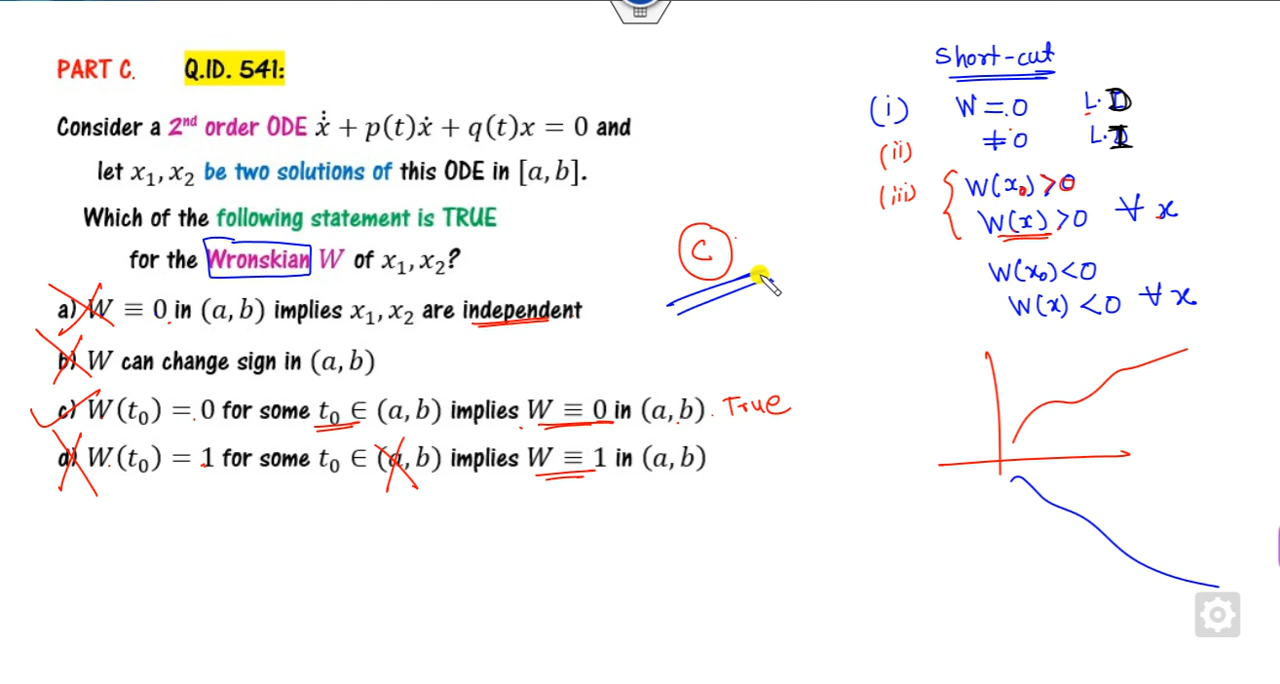 PART C. Q.ID. 541:
Consider a 2nd order ODE ẍ + p(t)ẋ + q(t)x = 0 and
let x₁, x₂ be two solutions of this ODE in [a, b].
Which of the following statement is TRUE
for the Wronskian W of x₁, x₂?
a) W ≡ 0 in (a, b) implies x₁, x₂ are independent
b) W can change sign in (a, b)
c) W(t₀) = 0 for some t₀ ∈ (a, b) implies W ≡ 0 in (a, b). True
d) W(t₀) = 1 for some t₀ ∈ (a, b) implies W ≡ 1 in (a, b)
C
Short-cut
(i) W = 0 L.D
(ii) ≠ 0 L.I
(iii) W(x₀) > 0
W(x) > 0 ∀ x
W(x₀) < 0
W(x) < 0 ∀ x